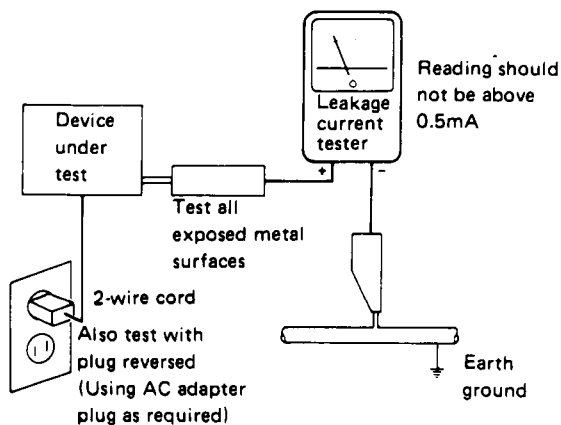 Device
under
test
Leakage
current
tester
+
−
Reading should
not be above
0.5mA
Test all
exposed metal
surfaces
2-wire cord
Also test with
plug reversed
(Using AC adapter
plug as required)
Earth
ground